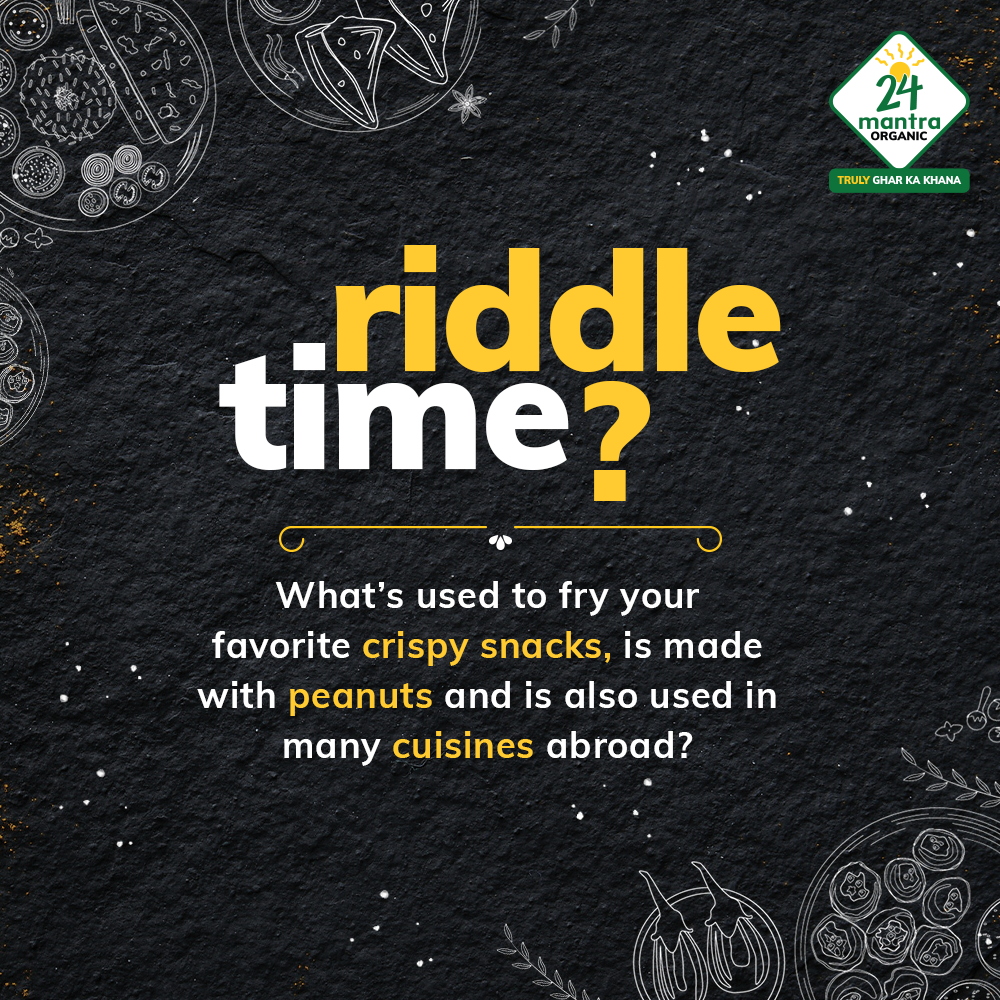 24
mantra
ORGANIC
TRULY GHAR KA KHANA
riddle
time?
What’s used to fry your
favorite crispy snacks, is made
with peanuts and is also used in
many cuisines abroad?